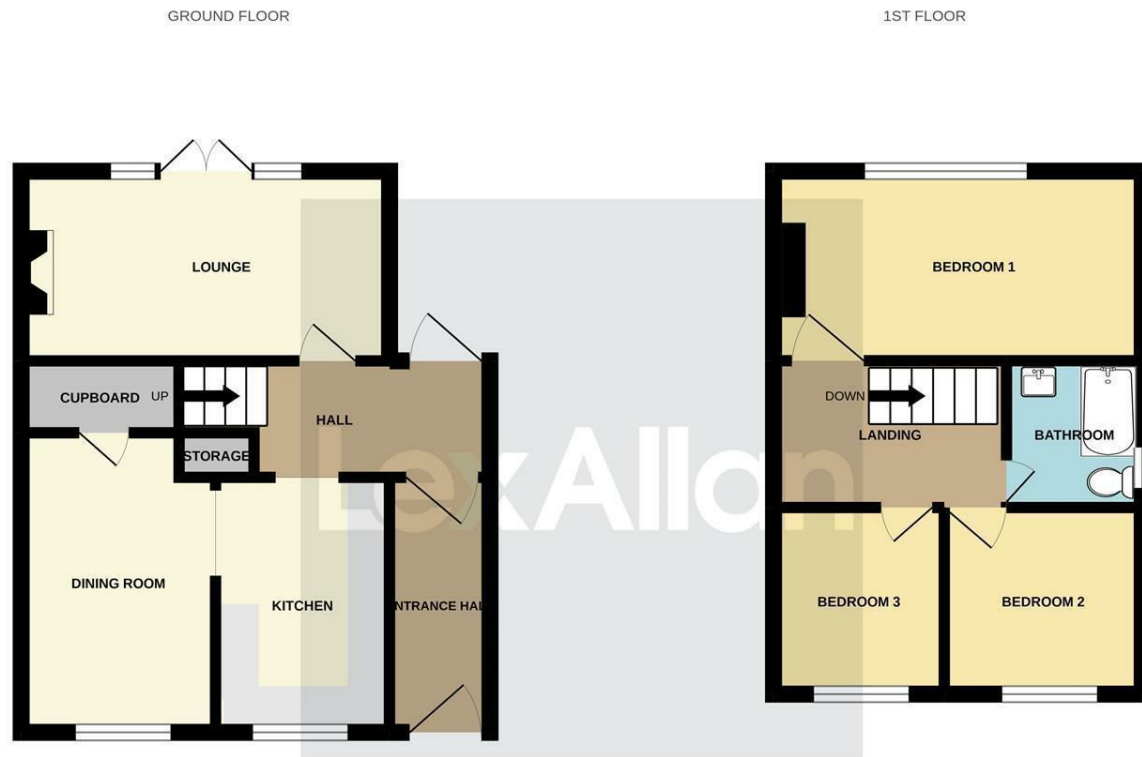 GROUND FLOOR
1ST FLOOR
LOUNGE
CUPBOARD
UP
HALL
STORAGE
DINING ROOM
KITCHEN
NTRANCE HAL
BEDROOM 1
DOWN
LANDING
BATHROOM
BEDROOM 3
BEDROOM 2
LexAllan